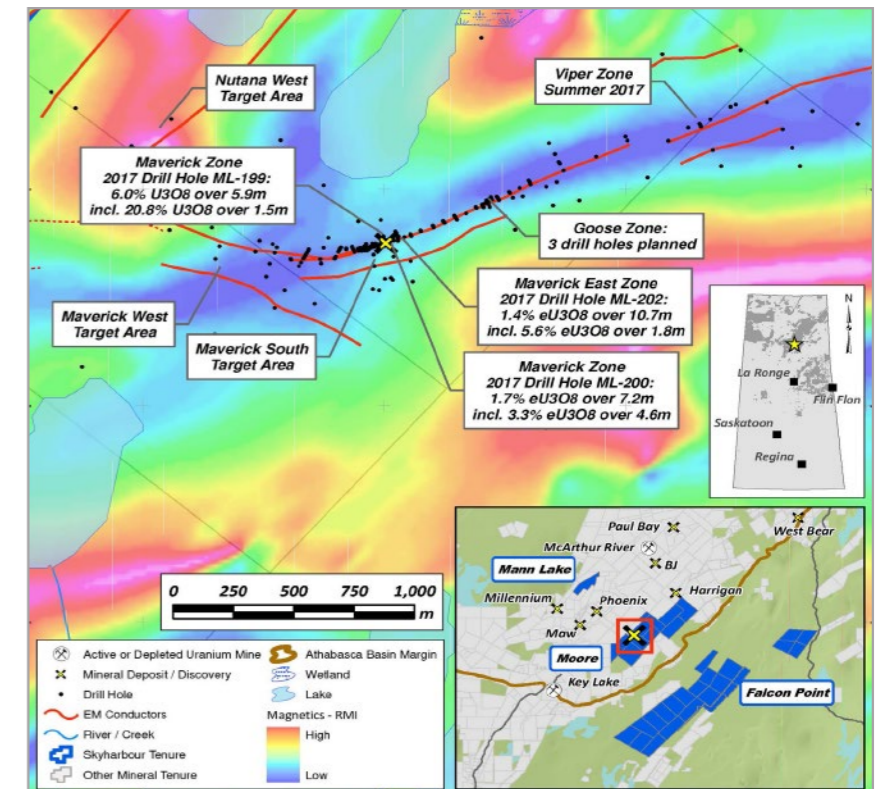 Nutana West
Target Area
Viper Zone
Summer 2017
Maverick Zone
2017 Drill Hole ML-199:
6.0% U3O8 over 5.9m
incl. 20.8% U3O8 over 1.5m
Goose Zone:
3 drill holes planned
Maverick East Zone
2017 Drill Hole ML-202:
1.4% eU3O8 over 10.7m
incl 5.6% eU3O8 over 1.8m
Maverick West
Target Area
Maverick South
Target Area
Maverick Zone
2017 Drill Hole ML-200:
1.7% eU3O8 over 7.2m
incl. 3.3% eU3O8 over 4.6m
N
La Ronge
Flin Flon
Saskatoon
Regina
0 250 500 750 1,000
m
Active or Depleted Uranium Mine
Mineral Deposit / Discovery
Drill Hole
EM Conductors
River / Creek
Skyharbour Tenure
Other Mineral Tenure
Athabasca Basin Margin
Wetland
Lake
Magnetics - RMI
High
Low
Paul Bay
West Bear
McArthur River
BJ
Mann Lake
Harrigan
Millennium
Phoenix
Maw
Moore
Key Lake
Falcon Point